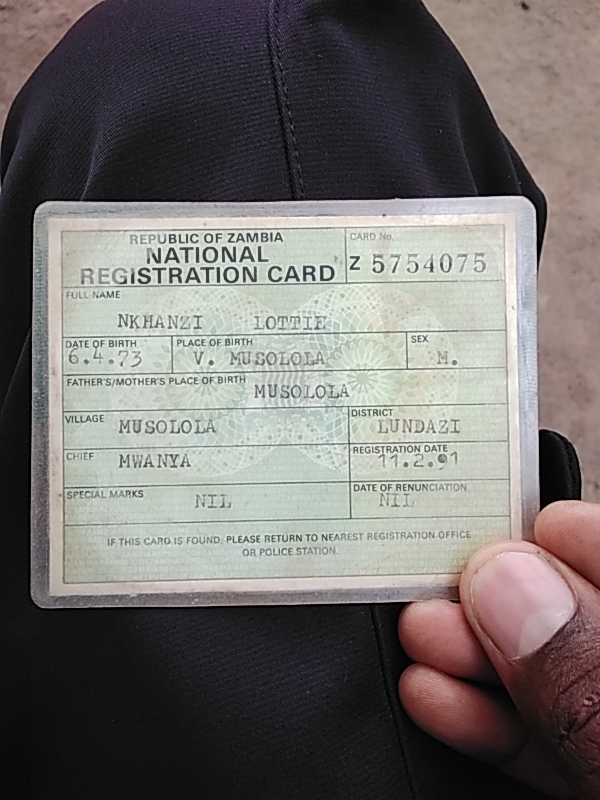 REPUBLIC OF ZAMBIA
NATIONAL
REGISTRATION CARD
CARD No.
Z 5754075
FULL NAME
NKHANZI LOTTIE
DATE OF BIRTH
6.4.73
PLACE OF BIRTH
V. MUSOLOLA
SEX
M.
FATHER'S/MOTHER'S PLACE OF BIRTH MUSOLOLA
VILLAGE MUSOLOLA
DISTRICT
LUNDAZI
CHIEF MWANYA
REGISTRATION DATE
11.2.91
SPECIAL MARKS NIL
DATE OF RENUNCIATION
NIL
IF THIS CARD IS FOUND, PLEASE RETURN TO NEAREST REGISTRATION OFFICE
OR POLICE STATION.